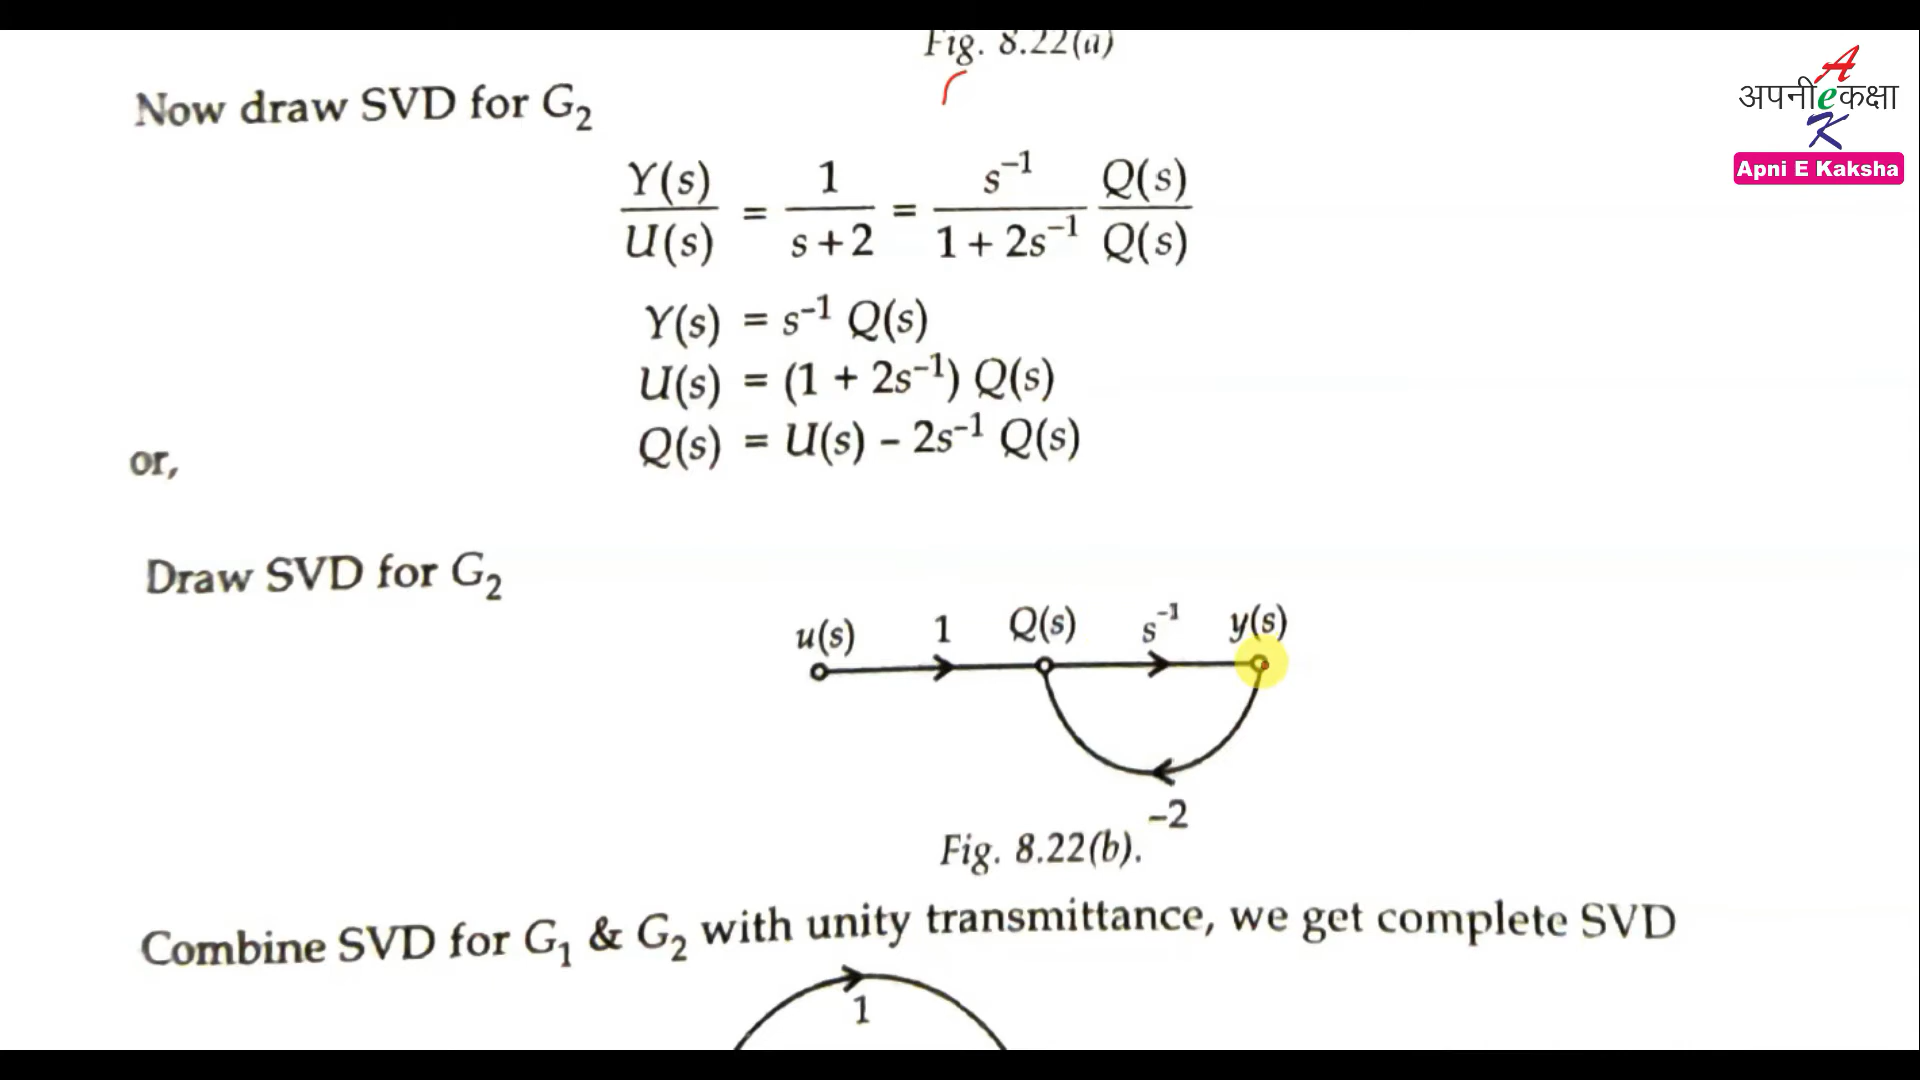 Fig. 8.22(a)
A
अपनी e कक्षा
K
Apni E Kaksha
Now draw SVD for G₂
Y(s)/U(s) = 1/(s+2) = s⁻¹/(1 + 2s⁻¹) Q(s)/Q(s)
Y(s) = s⁻¹ Q(s)
U(s) = (1 + 2s⁻¹) Q(s)
or, Q(s) = U(s) – 2s⁻¹ Q(s)
Draw SVD for G₂
u(s) 1 Q(s) s⁻¹ y(s)
–2
Fig. 8.22(b).
Combine SVD for G₁ & G₂ with unity transmittance, we get complete SVD
1